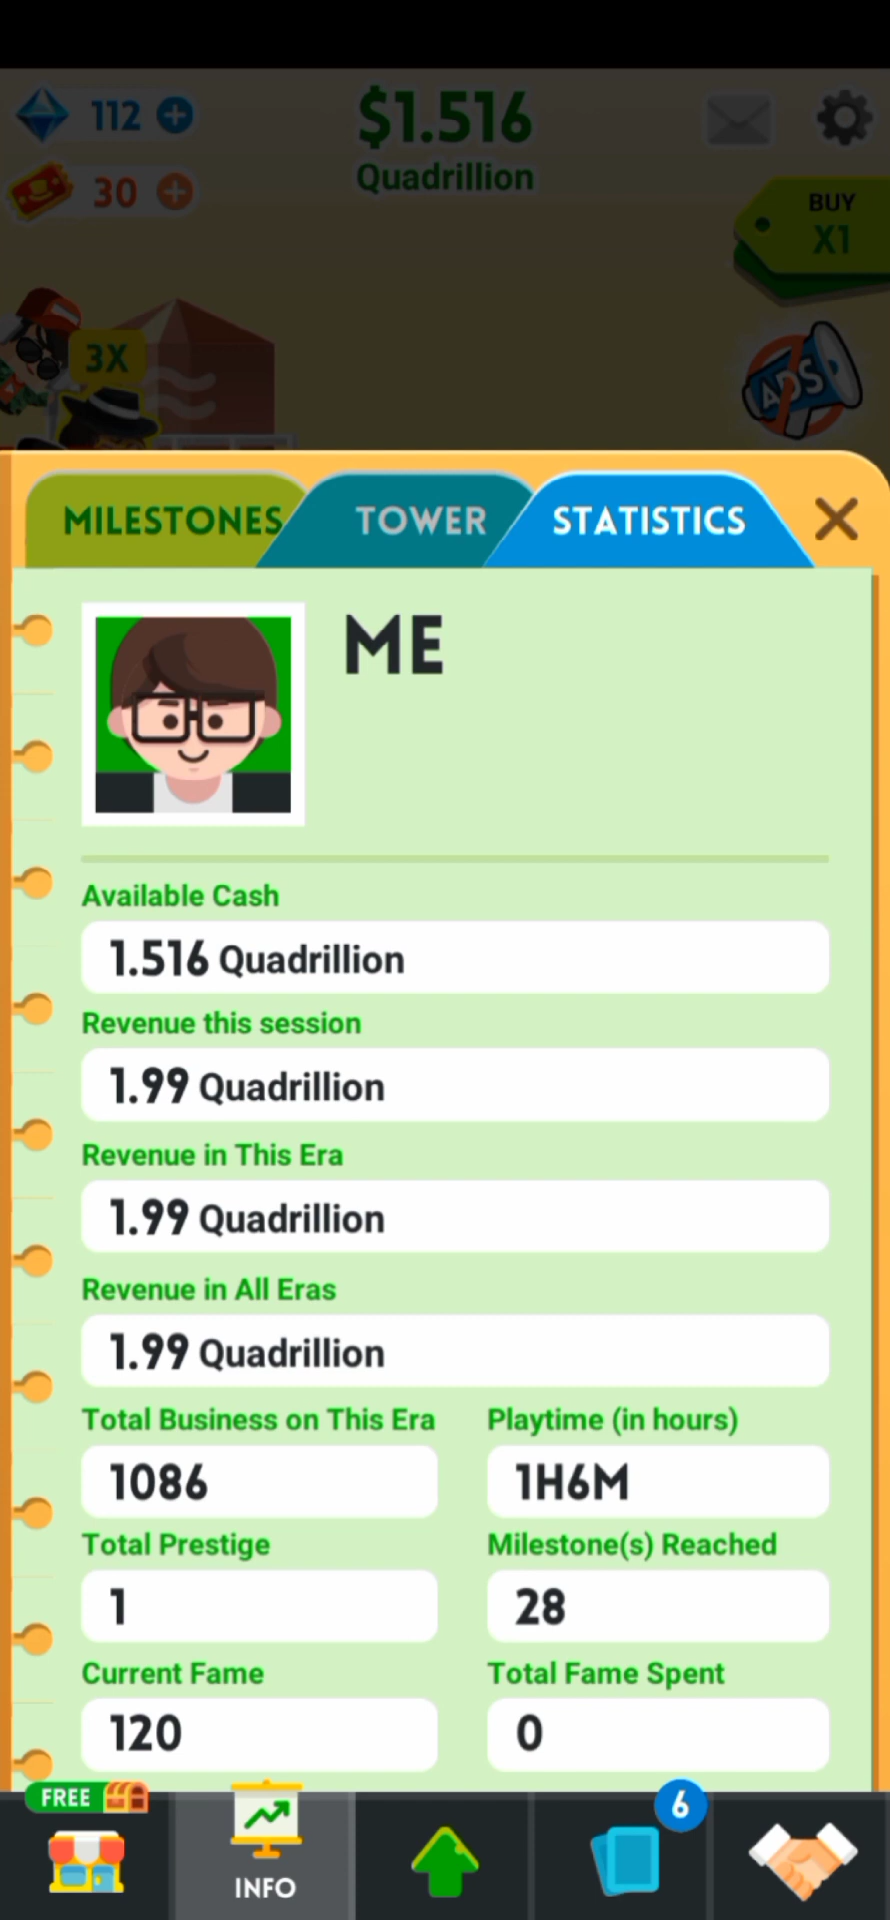 112
$1.516
Quadrillion
30
BUY
X1
3X
ADS
MILESTONES
TOWER
STATISTICS
ME
Available Cash
1.516 Quadrillion
Revenue this session
1.99 Quadrillion
Revenue in This Era
1.99 Quadrillion
Revenue in All Eras
1.99 Quadrillion
Total Business on This Era
Playtime (in hours)
1086
1H6M
Total Prestige
Milestone(s) Reached
1
28
Current Fame
Total Fame Spent
120
0
FREE
6
INFO